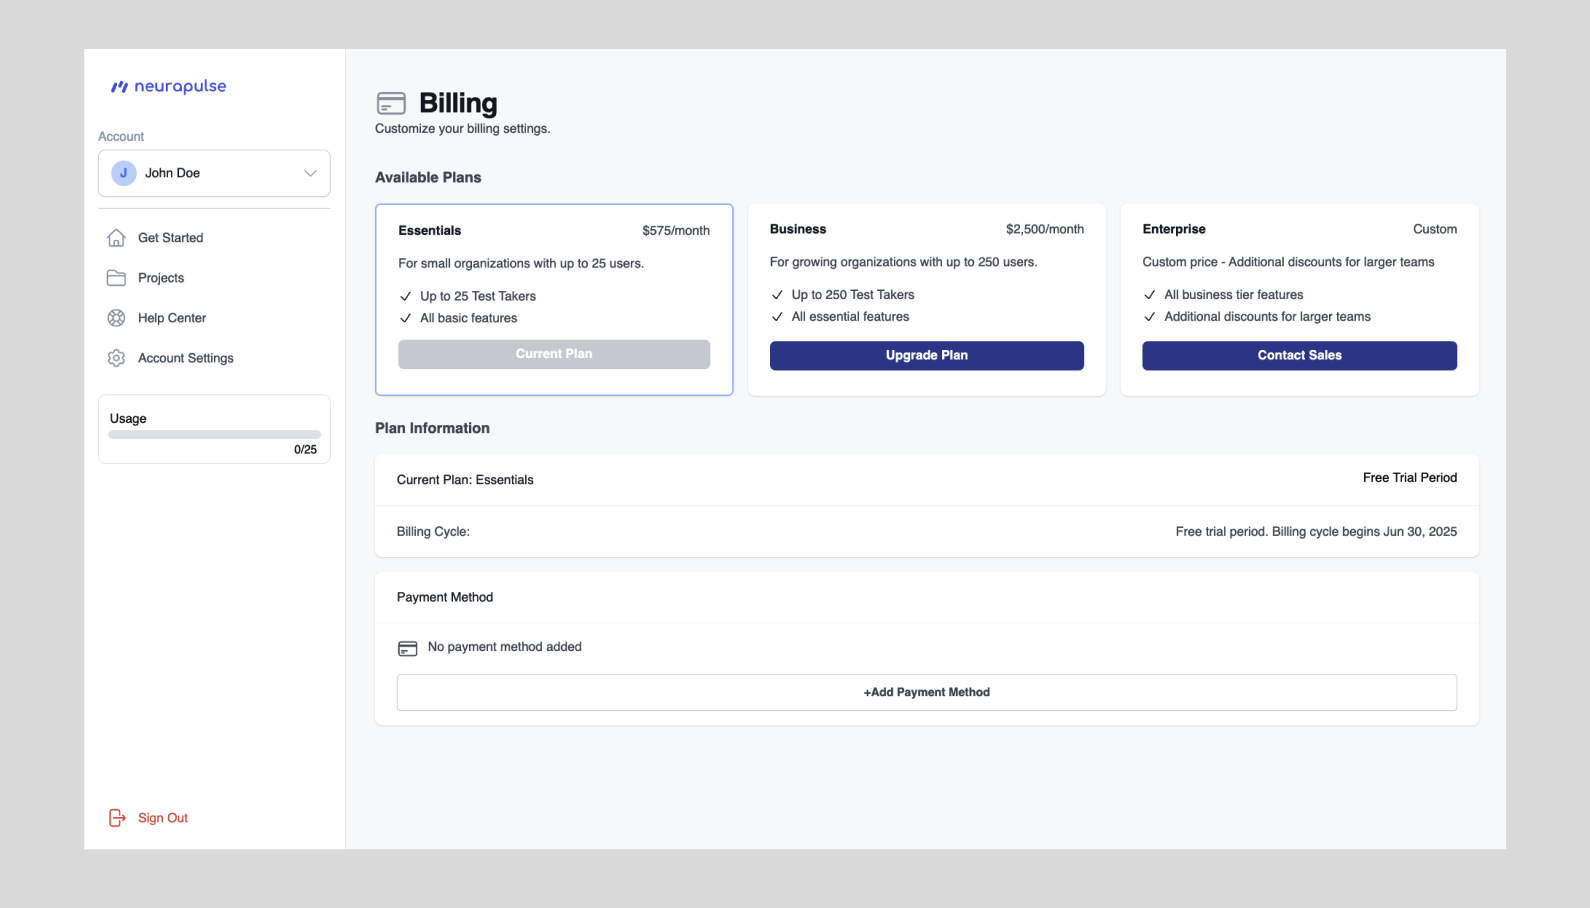 neurapulse
Account
J
John Doe
Get Started
Projects
Help Center
Account Settings
Usage
0/25
Sign Out
Billing
Customize your billing settings.
Available Plans
Essentials $575/month
For small organizations with up to 25 users.
Up to 25 Test Takers
All basic features
Current Plan
Business $2,500/month
For growing organizations with up to 250 users.
Up to 250 Test Takers
All essential features
Upgrade Plan
Enterprise Custom
Custom price - Additional discounts for larger teams
All business tier features
Additional discounts for larger teams
Contact Sales
Plan Information
Current Plan: Essentials Free Trial Period
Billing Cycle: Free trial period. Billing cycle begins Jun 30, 2025
Payment Method
No payment method added
+Add Payment Method